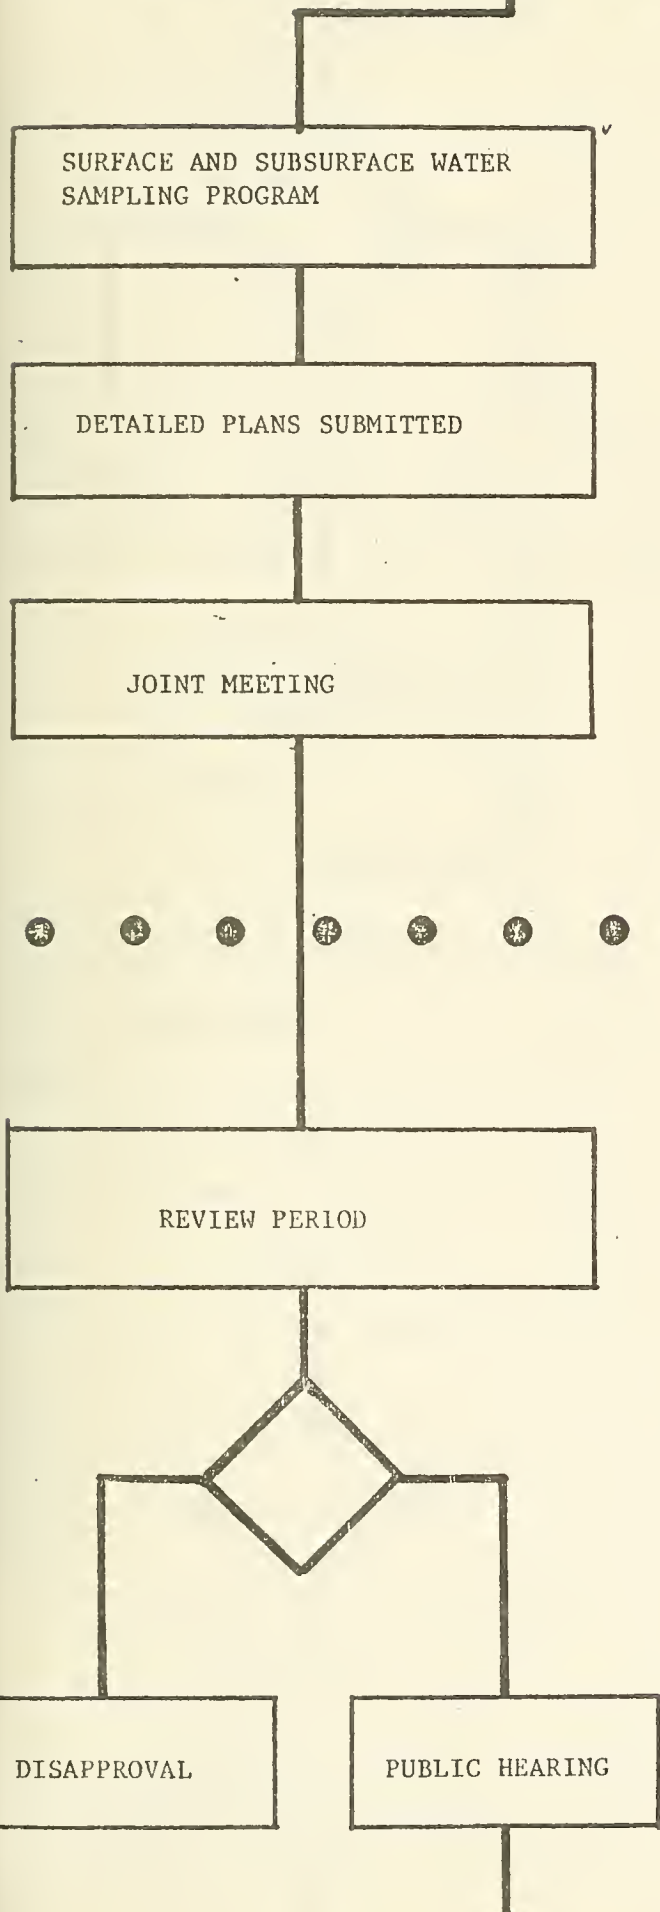 SURFACE AND SUBSURFACE WATER
SAMPLING PROGRAM
DETAILED PLANS SUBMITTED
JOINT MEETING
REVIEW PERIOD
DISAPPROVAL
PUBLIC HEARING